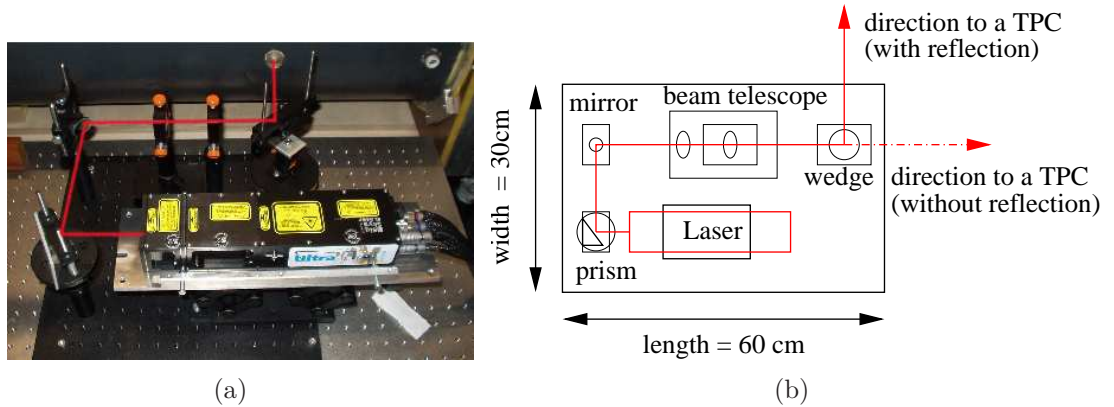 direction to a TPC
(with reflection)
mirror
beam telescope
wedge
direction to a TPC
(without reflection)
width = 30cm
Laser
prism
length = 60 cm
Ultra
(a)
(b)